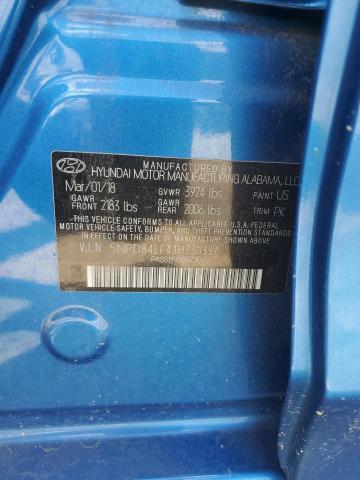 MANUFACTURED BY
HYUNDAI MOTOR MANUFACTURING ALABAMA, LLC
Mar/01/18 GVWR 3924 lbs PAINT US
GAWR FRONT 2183 lbs GAWR REAR 2006 lbs TRIM PK
THIS VEHICLE CONFORMS TO ALL APPLICABLE U.S. FEDERAL
MOTOR VEHICLE SAFETY, BUMPER, AND THEFT PREVENTION
STANDARDS IN EFFECT ON THE DATE OF MANUFACTURE
V.I.N
PASSENGER CAR